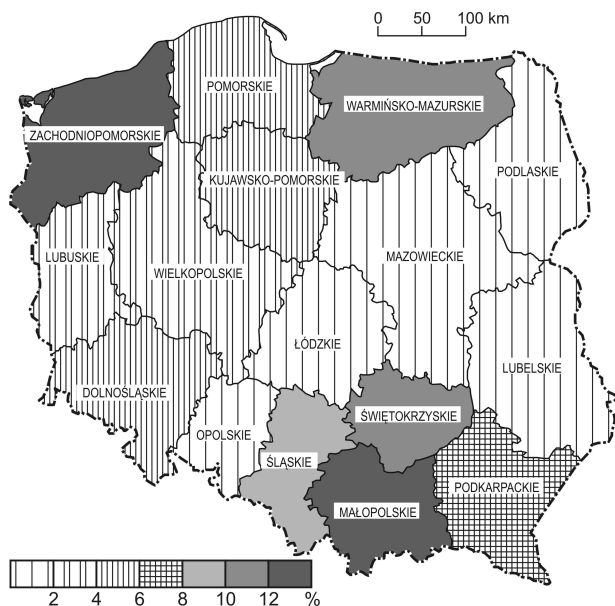 0 50 100 km
POMORSKIE
WARMIŃSKO-MAZURSKIE
ZACHODNIOPOMORSKIE
PODLASKIE
KUJAWSKO-POMORSKIE
LUBUSKIE
WIELKOPOLSKIE
MAZOWIECKIE
ŁÓDZKIE
LUBELSKIE
DOLNOŚLĄSKIE
OPOLSKIE
ŚWIĘTOKRZYSKIE
ŚLĄSKIE
PODKARPACKIE
MAŁOPOLSKIE
2 4 6 8 10 12 %